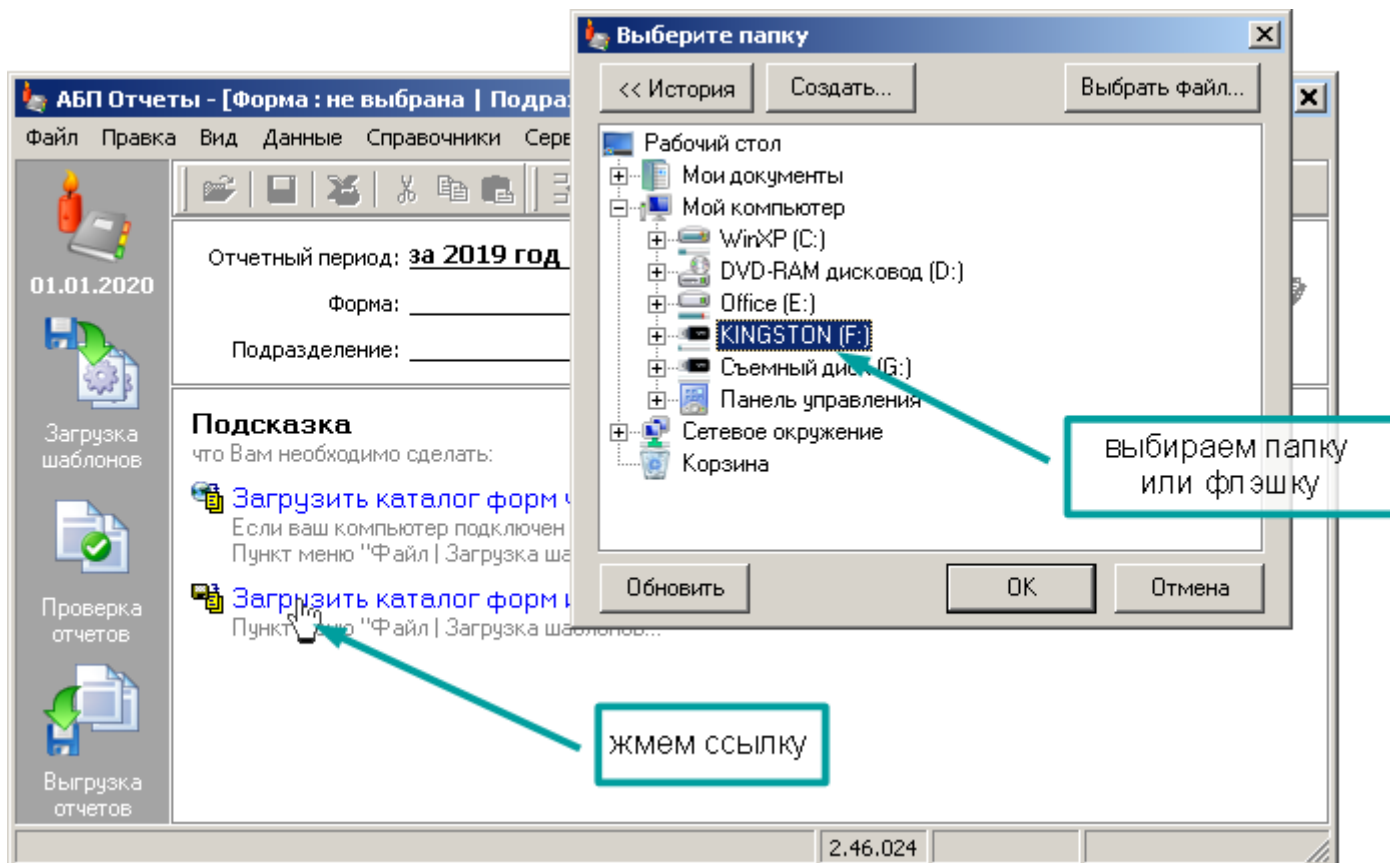 Выберите папку
<< История Создать... Выбрать файл...
АБП Отчеты - [Форма : не выбрана | Подра
Файл Правка Вид Данные Справочники Серв
Рабочий стол
Мои документы
Мой компьютер
WinXP (C:)
DVD-RAM дисковод (D:)
Office (E:)
KINGSTON (F:)
Съемный диск (G:)
Панель управления
Сетевое окружение
Корзина
выбираем папку
или флэшку
Обновить OK Отмена
01.01.2020
Загрузка
шаблонов
Проверка
отчетов
Выгрузка
отчетов
Отчетный период: за 2019 год
Форма:
Подразделение:
Подсказка
что Вам необходимо сделать:
Загрузить каталог форм
Если ваш компьютер подключен
Пункт меню "Файл | Загрузка ша
Загрузить каталог форм
Пункт меню "Файл | Загрузка шаблонов...
жмем ссылку
2.46.024